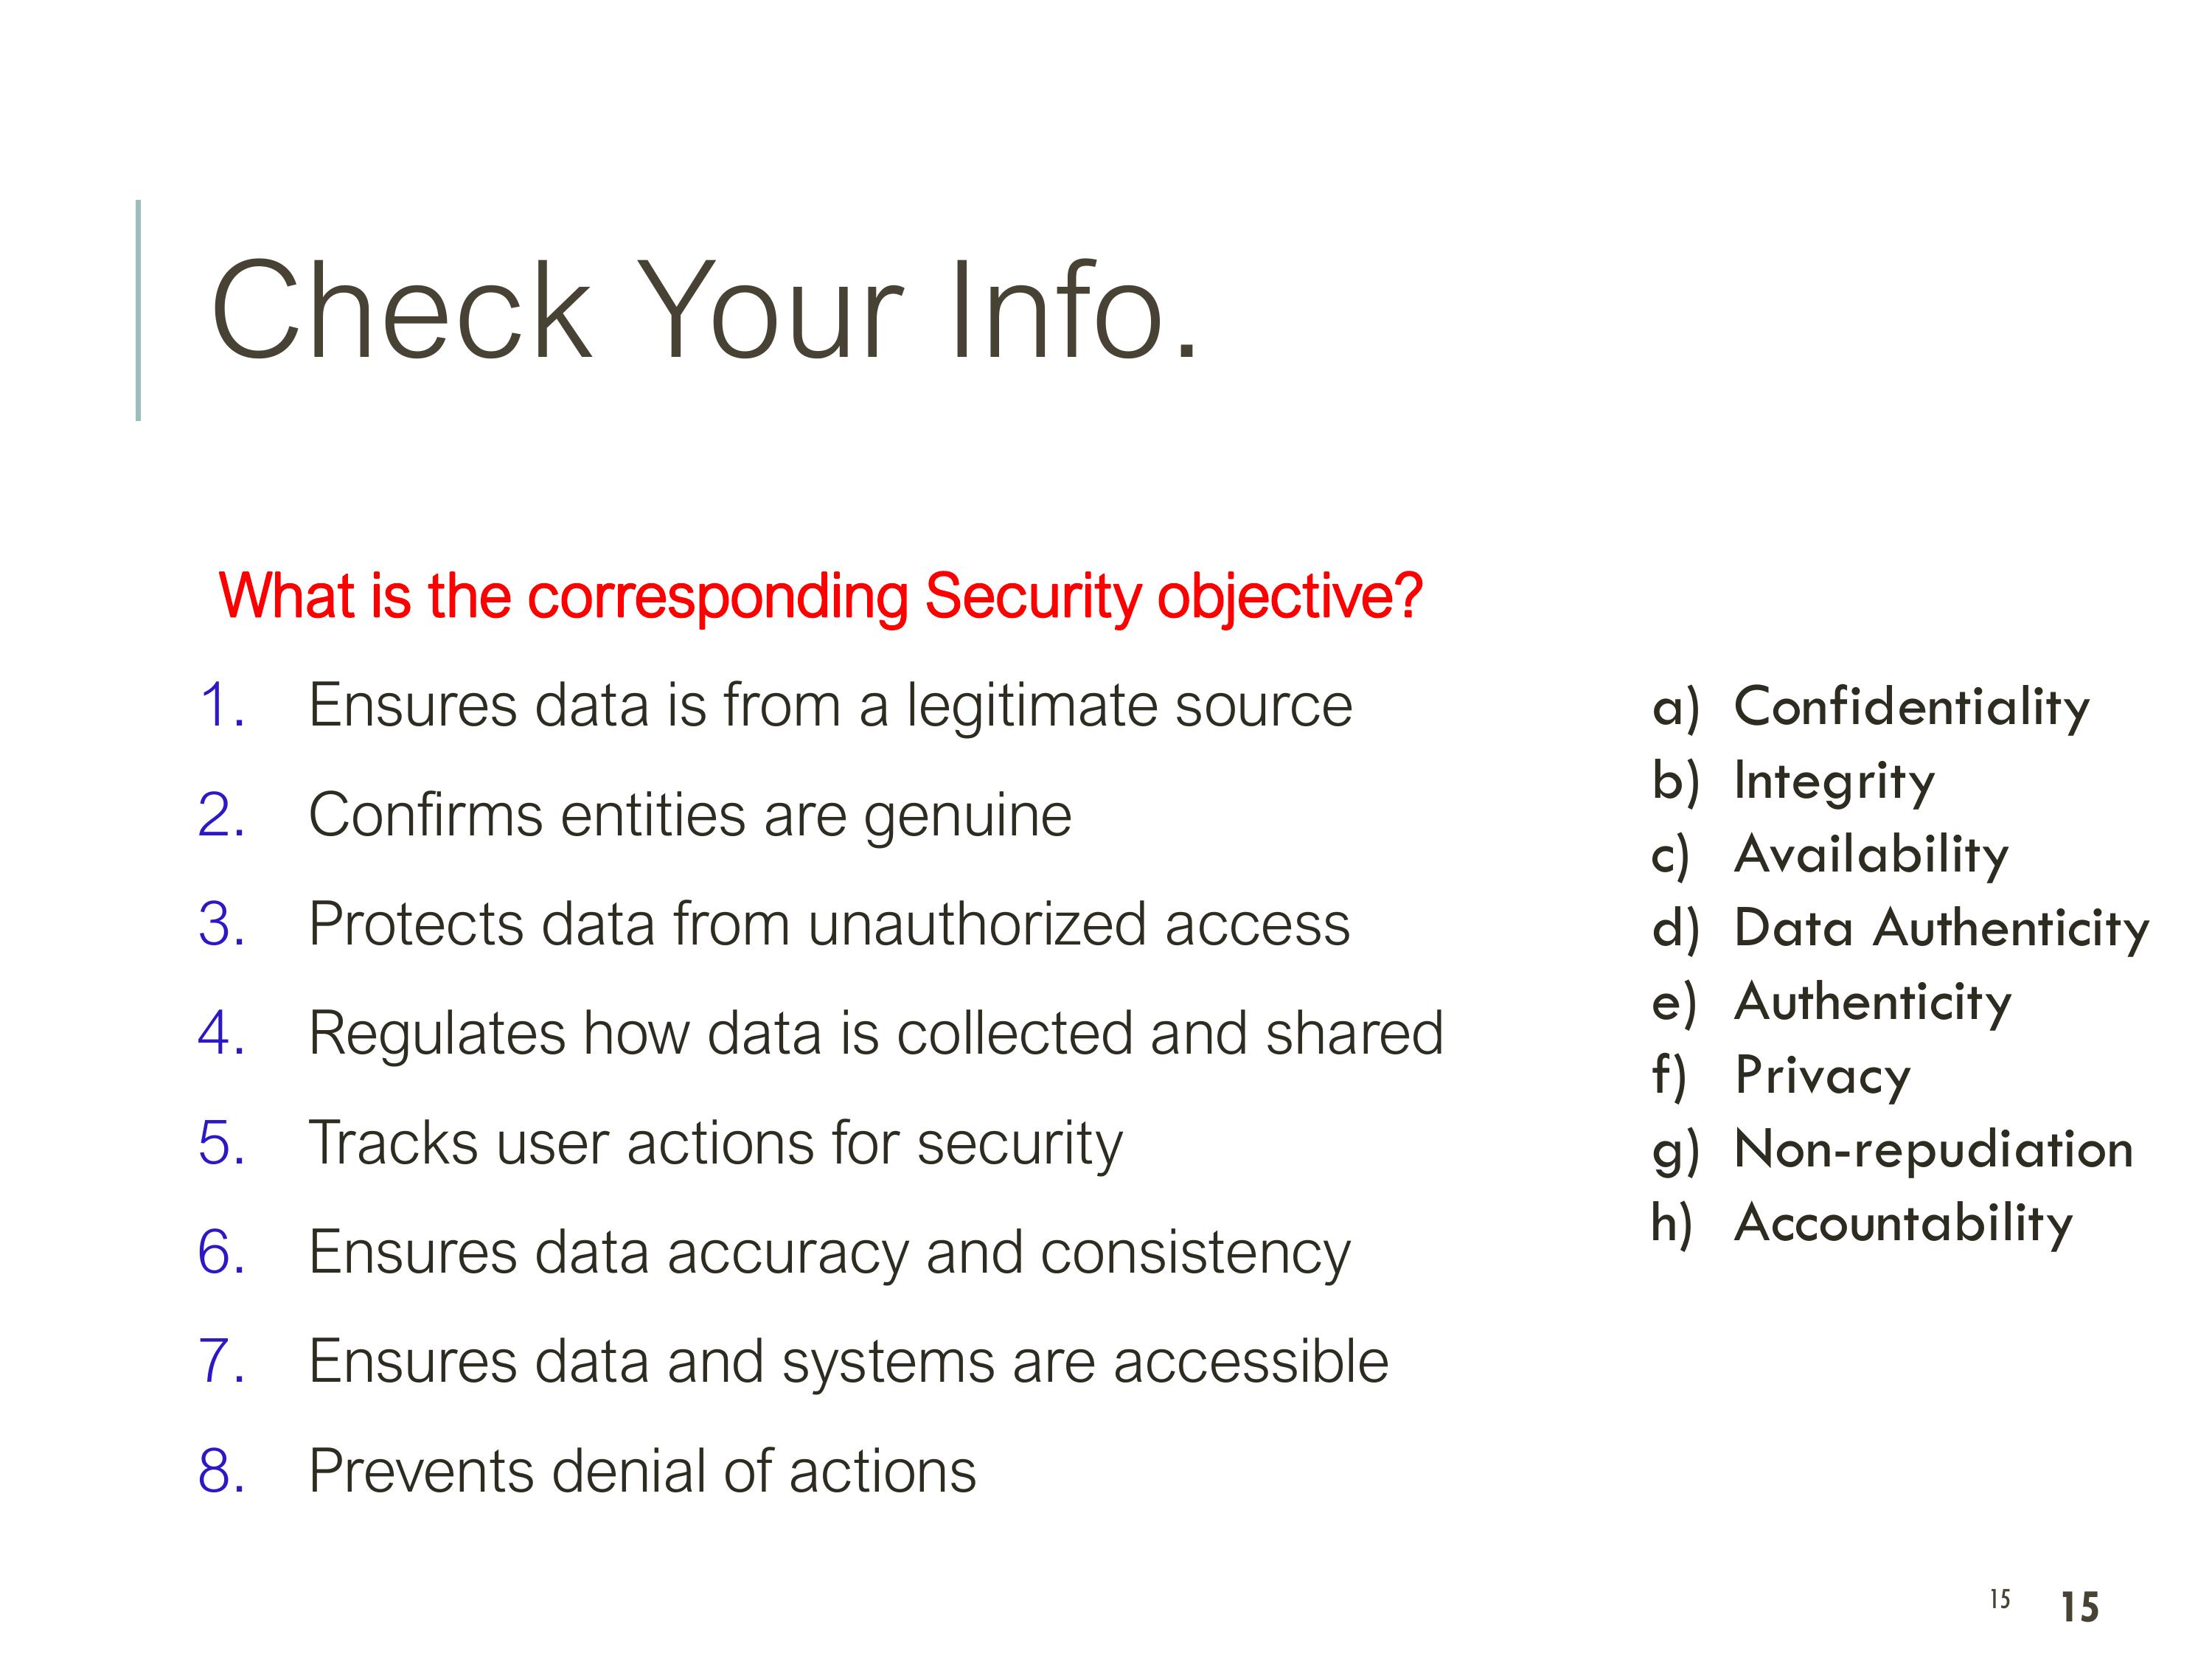 Check Your Info.
What is the corresponding Security objective?
1. Ensures data is from a legitimate source
2. Confirms entities are genuine
3. Protects data from unauthorized access
4. Regulates how data is collected and shared
5. Tracks user actions for security
6. Ensures data accuracy and consistency
7. Ensures data and systems are accessible
8. Prevents denial of actions
a) Confidentiality
b) Integrity
c) Availability
d) Data Authenticity
e) Authenticity
f) Privacy
g) Non-repudiation
h) Accountability
15 15